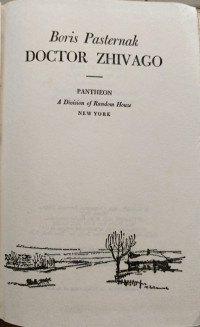 Boris Pasternak
DOCTOR ZHIVAGO
PANTHEON
A Division of Random House
NEW YORK